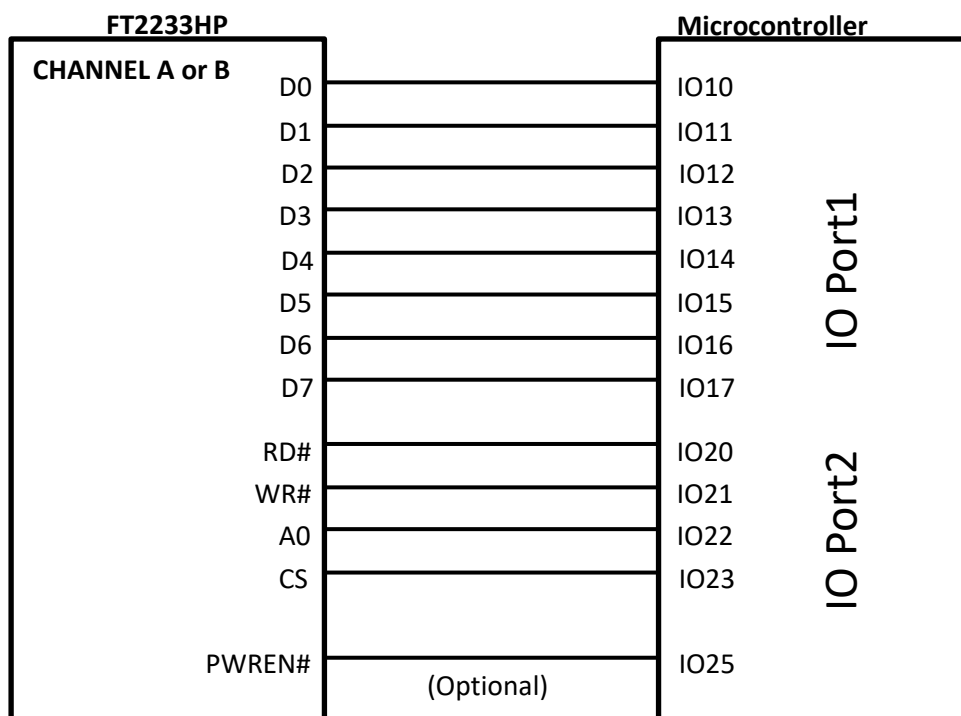 FT2233HP Microcontroller
CHANNEL A or B
D0 IO10
D1 IO11
D2 IO12
D3 IO13
D4 IO14
D5 IO15
D6 IO16
D7 IO17
IO Port1
RD# IO20
WR# IO21
A0 IO22
CS IO23
IO Port2
PWREN# IO25
(Optional)